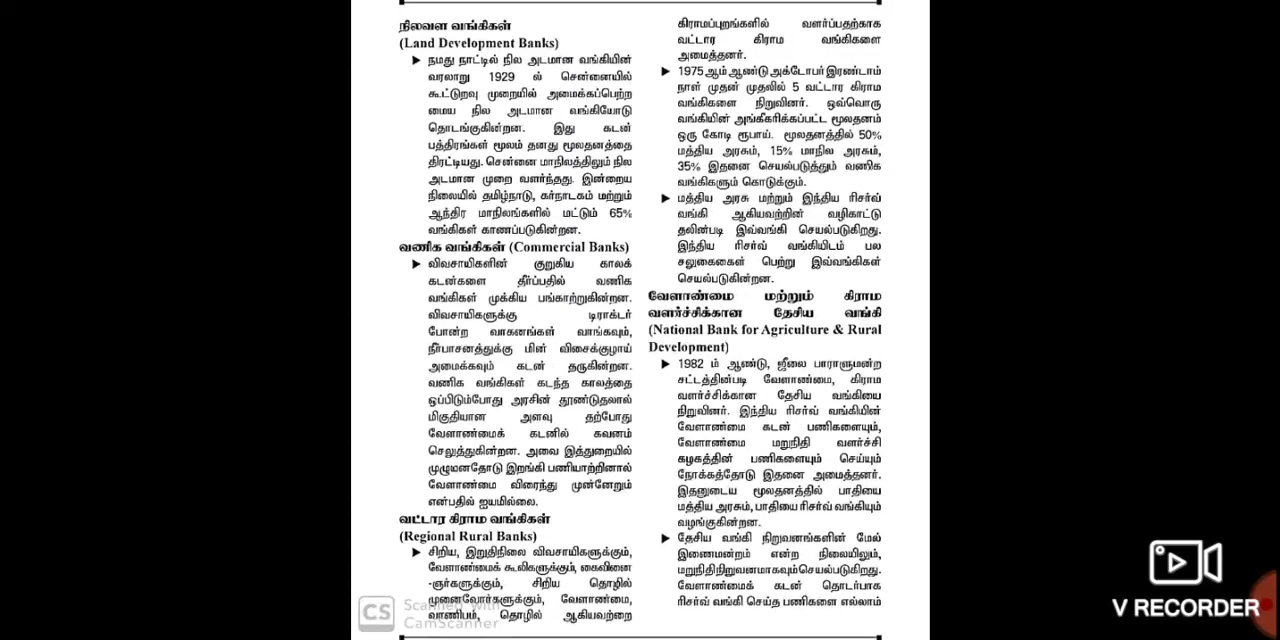 நிலவள வங்கிகள்
(Land Development Banks)
▶ நமது நாட்டில் நில அடமான வங்கியின்
வரலாறு 1929 ல் சென்னையில்
கூட்டுறவு முறையில் அமைக்கப்பெற்ற
மைய நில அடமான வங்கியோடு
தொடங்குகின்றன. இது கடன்
பத்திரங்கள் மூலம் தனது மூலதனத்தை
திரட்டியது. சென்னை மாநிலத்திலும் நில
அடமான முறை வளர்ந்தது. இன்றைய
நிலையில் தமிழ்நாடு, கர்நாடகம் மற்றும்
ஆந்திர மாநிலங்களில் மட்டும் 65%
வங்கிகள் காணப்படுகின்றன.
வணிக வங்கிகள் (Commercial Banks)
▶ விவசாயிகளின் குறுகிய காலக்
கடன்களை தீர்ப்பதில் வணிக
வங்கிகள் முக்கிய பங்காற்றுகின்றன.
விவசாயிகளுக்கு டிராக்டர்
போன்ற வாகனங்கள் வாங்கவும்,
நீர்பாசனத்துக்கு மின் விசைக்குழாய்
அமைக்கவும் கடன் தருகின்றன.
வணிக வங்கிகள் கடந்த காலத்தை
ஒப்பிடும்போது அரசின் தூண்டுதலால்
மிகுதியான அளவு தற்போது
வேளாண்மைக் கடனில் கவனம்
செலுத்துகின்றன. அவை இத்துறையில்
முழுமனதோடு இறங்கி பணியாற்றினால்
வேளாண்மை விரைந்து முன்னேறும்
என்பதில் ஐயமில்லை.
வட்டார கிராம வங்கிகள்
(Regional Rural Banks)
▶ சிறிய, இறுதிநிலை விவசாயிகளுக்கும்,
வேளாண்மைக் கூலிகளுக்கும், கைவினை
-ஞர்களுக்கும், சிறிய தொழில்
முனைவோர்களுக்கும், வேளாண்மை,
வாணிபம், தொழில் ஆகியவற்றை
கிராமப்புறங்களில் வளர்ப்பதற்காக
வட்டார கிராம வங்கிகளை
அமைத்தனர்.
▶ 1975 ஆம் ஆண்டு அக்டோபர் இரண்டாம்
நாள் முதன் முதலில் 5 வட்டார கிராம
வங்கிகளை நிறுவினர். ஒவ்வொரு
வங்கியின் அங்கீகரிக்கப்பட்ட மூலதனம்
ஒரு கோடி ரூபாய். மூலதனத்தில் 50%
மத்திய அரசும், 15% மாநில அரசும்,
35% இதனை செயல்படுத்தும் வணிக
வங்கிகளும் கொடுக்கும்.
▶ மத்திய அரசு மற்றும் இந்திய ரிசர்வ்
வங்கி ஆகியவற்றின் வழிகாட்டு
தலின்படி இவ்வங்கி செயல்படுகிறது.
இந்திய ரிசர்வ் வங்கியிடம் பல
சலுகைகள் பெற்று இவ்வங்கிகள்
செயல்படுகின்றன.
வேளாண்மை மற்றும் கிராம
வளர்ச்சிக்கான தேசிய வங்கி
(National Bank for Agriculture & Rural
Development)
▶ 1982 ம் ஆண்டு, ஜீலை பாராளுமன்ற
சட்டத்தின்படி வேளாண்மை, கிராம
வளர்ச்சிக்கான தேசிய வங்கியை
நிறுவினர். இந்திய ரிசர்வ் வங்கியின்
வேளாண்மை கடன் பணிகளையும்,
வேளாண்மை மறுநிதி வளர்ச்சி
கழகத்தின் பணிகளையும் செய்யும்
நோக்கத்தோடு இதனை அமைத்தனர்.
இதனுடைய மூலதனத்தில் பாதியை
மத்திய அரசும், பாதியை ரிசர்வ் வங்கியும்
வழங்குகின்றன.
▶ தேசிய வங்கி நிறுவனங்களின் மேல்
இணைமன்றம் என்ற நிலையிலும்,
மறுநிதிநிறுவனமாகவும் செயல்படுகிறது.
வேளாண்மைக் கடன் தொடர்பாக
ரிசர்வ் வங்கி செய்த பணிகளை எல்லாம்
CS Scanned with
CamScanner
V RECORDER